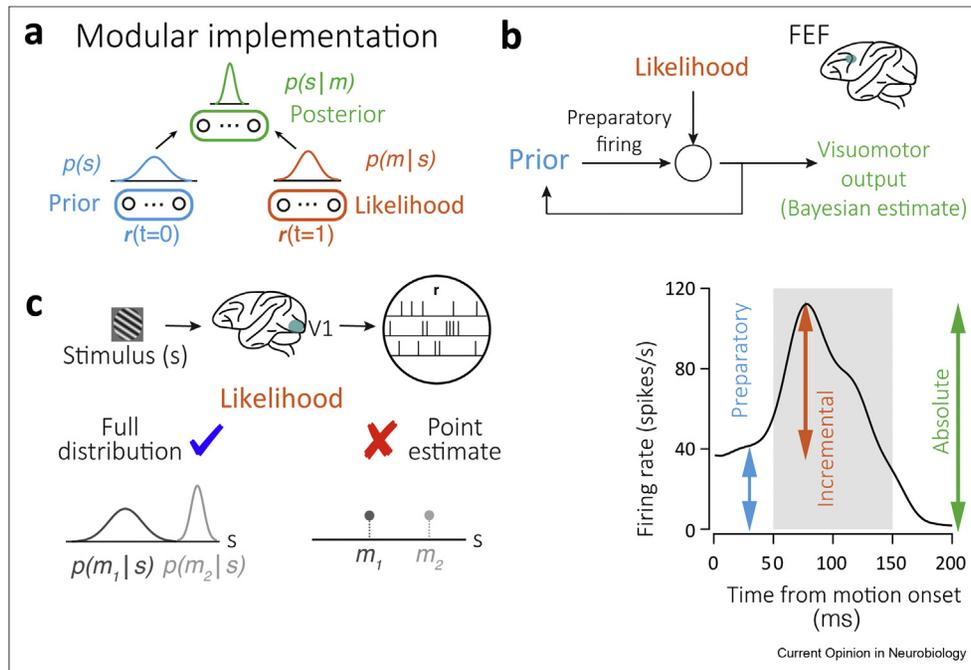 a
Modular implementation
p(s|m)
Posterior
p(s)
p(m|s)
Prior
Likelihood
r(t=0)
r(t=1)
b
FEF
Likelihood
Preparatory
firing
Prior
Visuomotor
output
(Bayesian estimate)
c
r
V1
Stimulus (s)
Likelihood
Full
distribution
Point
estimate
s
s
p(m1|s) p(m2|s)
m1
m2
120
80
40
0
Firing rate (spikes/s)
Preparatory
Incremental
Absolute
0 50 100 150 200
Time from motion onset
(ms)
Current Opinion in Neurobiology